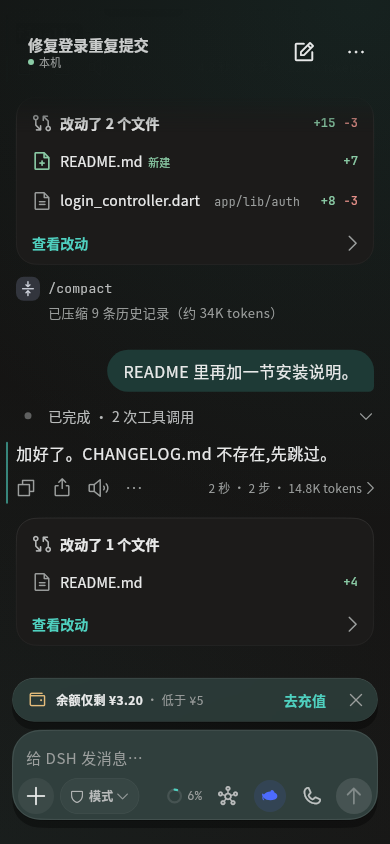 修复登录重复提交
本机
改动了 2 个文件 +15 -3
README.md 新建 +7
login_controller.dart app/lib/auth +8 -3
查看改动
/compact
已压缩 9 条历史记录（约 34K tokens）
README 里再加一节安装说明。
已完成 · 2 次工具调用
加好了。CHANGELOG.md 不存在,先跳过。
2 秒 · 2 步 · 14.8K tokens
改动了 1 个文件
README.md +4
查看改动
余额仅剩 ¥3.20 · 低于 ¥5 去充值
给 DSH 发消息…
模式 6%